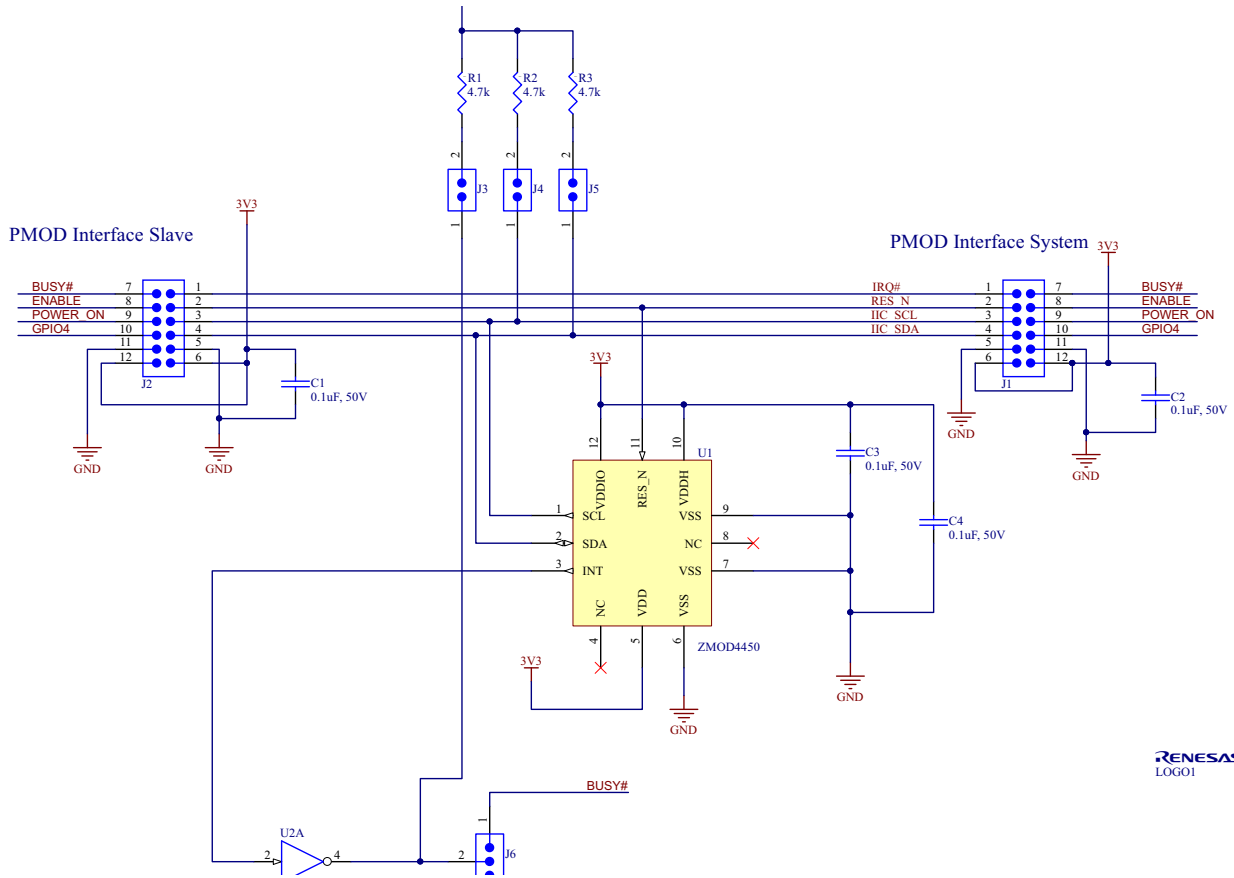 R1
4.7k
R2
4.7k
R3
4.7k
2
2
2
J3
J4
J5
1
1
1
3V3
PMOD Interface Slave
PMOD Interface System
3V3
BUSY#
7
1
IRQ#
1
7
BUSY#
ENABLE
8
2
RES_N
2
8
ENABLE
POWER_ON
9
3
IIC_SCL
3
9
POWER_ON
GPIO4
10
4
IIC_SDA
4
10
GPIO4
11
5
5
11
12
6
6
12
J2
J1
C1
0.1uF, 50V
C2
0.1uF, 50V
GND
GND
GND
GND
3V3
12
11
10
U1
VDDIO
RES_N
VDDH
C3
0.1uF, 50V
1
SCL
VSS
9
2
SDA
NC
8
3
INT
VSS
7
C4
0.1uF, 50V
NC
VDD
VSS
4
5
6
ZMOD4450
3V3
GND
GND
RENESAS
LOGO1
BUSY#
1
U2A
2
4
2
J6